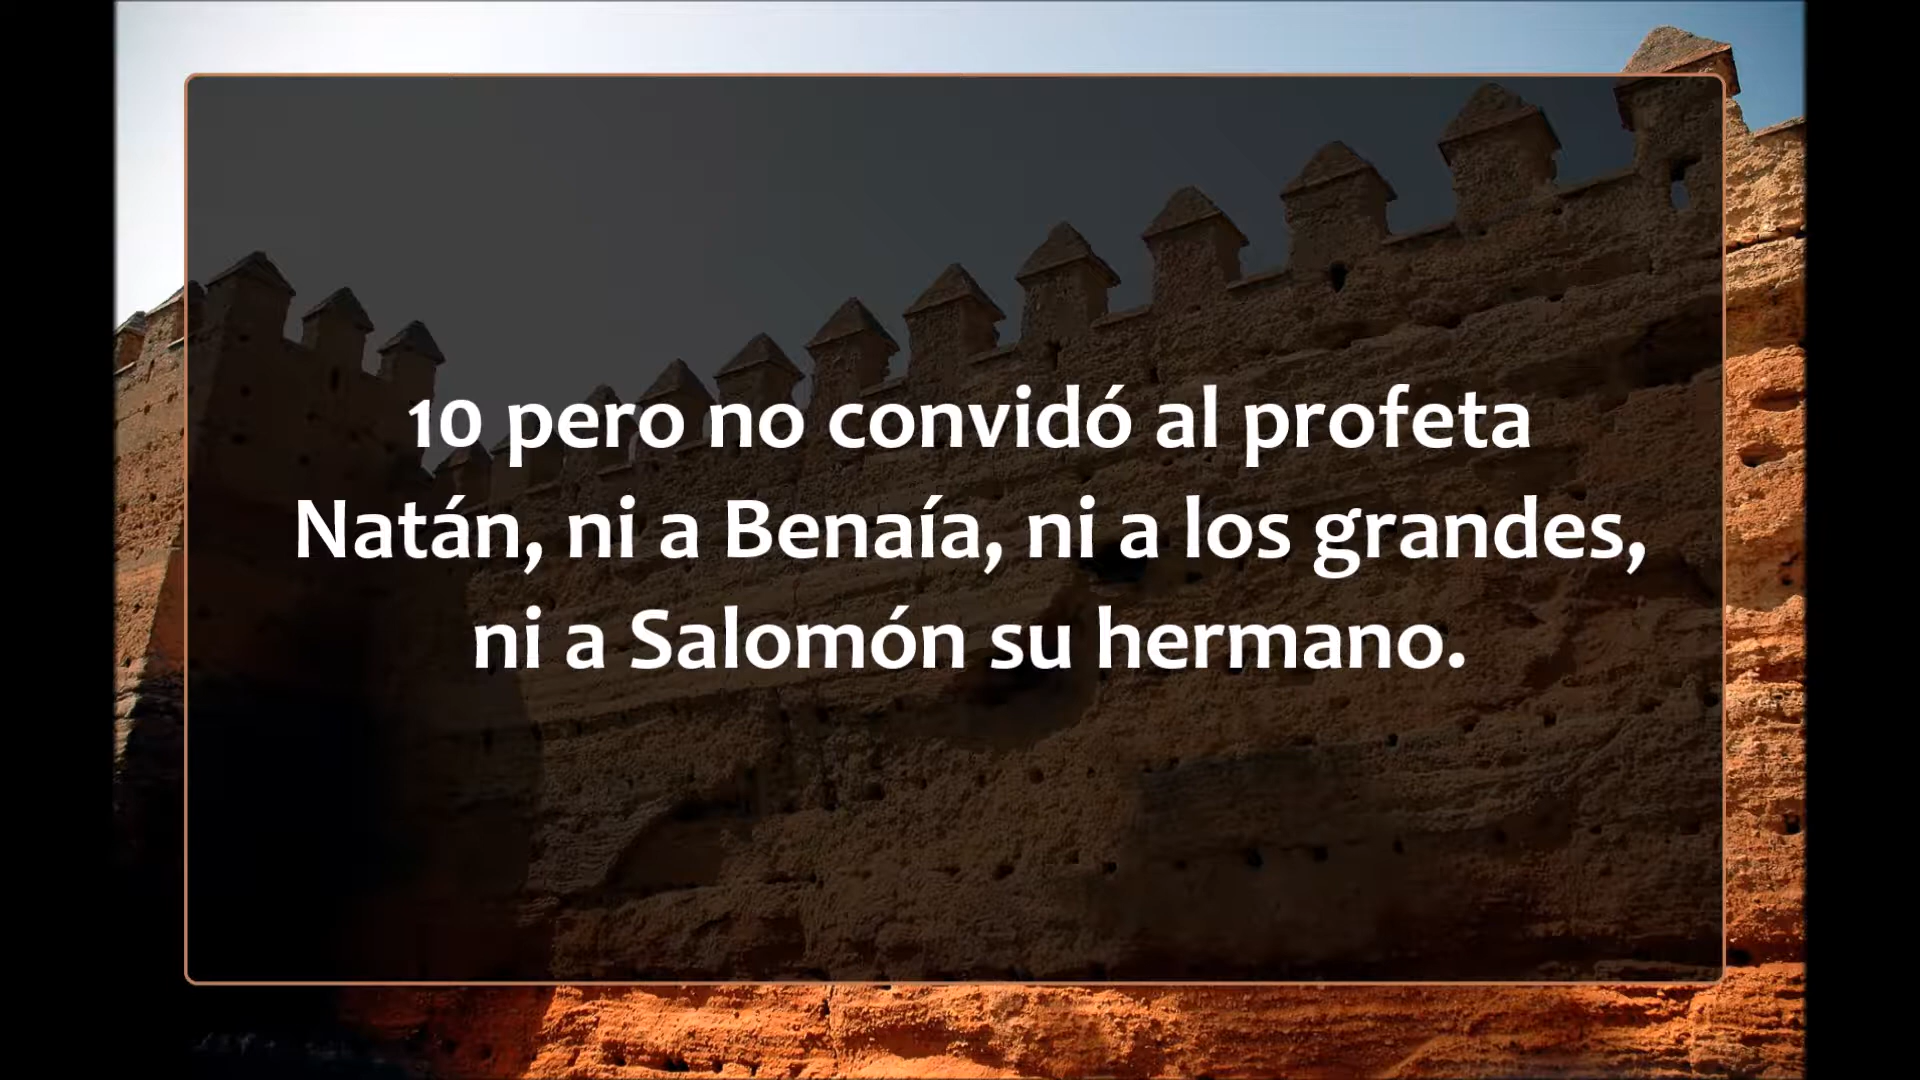 10 pero no convidó al profeta
Natán, ni a Benaía, ni a los grandes,
ni a Salomón su hermano.